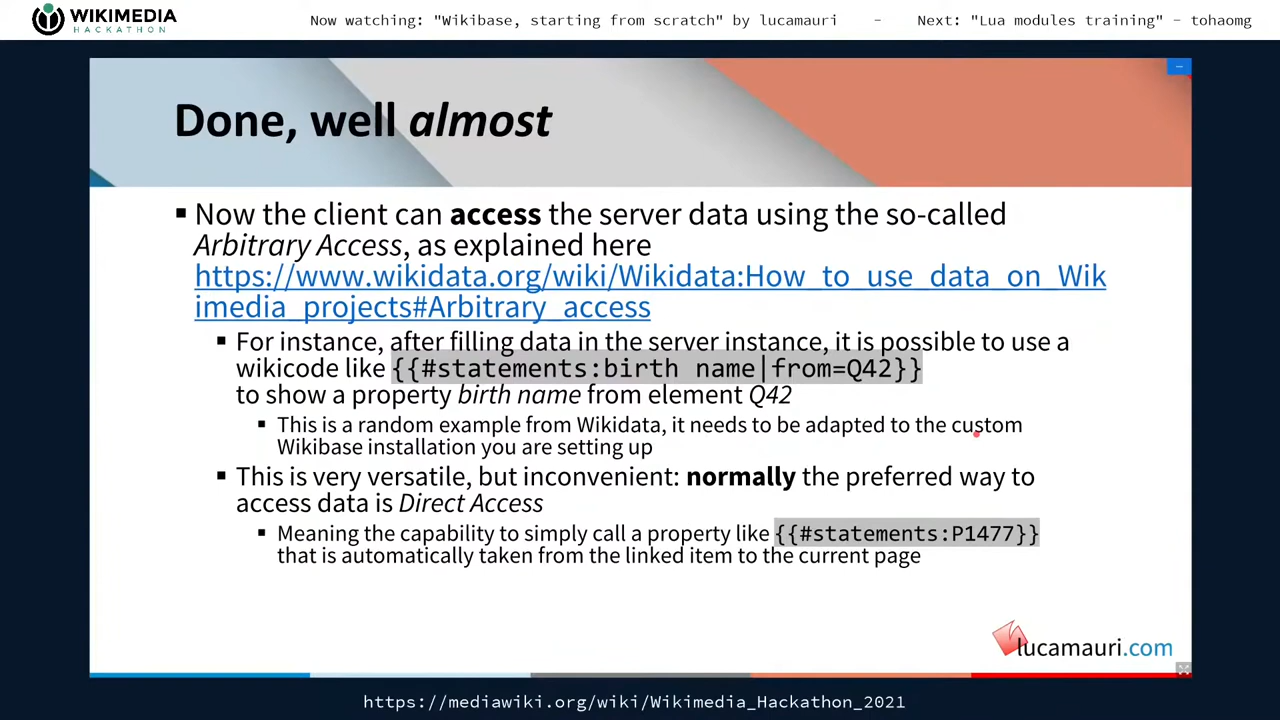 WIKIMEDIA
HACKATHON
Now watching: "Wikibase, starting from scratch" by lucamauri - Next: "Lua modules training" - tohaomg
Done, well almost
Now the client can access the server data using the so-called
Arbitrary Access, as explained here
https://www.wikidata.org/wiki/Wikidata:How_to_use_data_on_Wik
imedia_projects#Arbitrary_access
For instance, after filling data in the server instance, it is possible to use a
wikicode like {{#statements:birth name|from=Q42}}
to show a property birth name from element Q42
This is a random example from Wikidata, it needs to be adapted to the custom
Wikibase installation you are setting up
This is very versatile, but inconvenient: normally the preferred way to
access data is Direct Access
Meaning the capability to simply call a property like {{#statements:P1477}}
that is automatically taken from the linked item to the current page
lucamauri.com
https://mediawiki.org/wiki/Wikimedia_Hackathon_2021